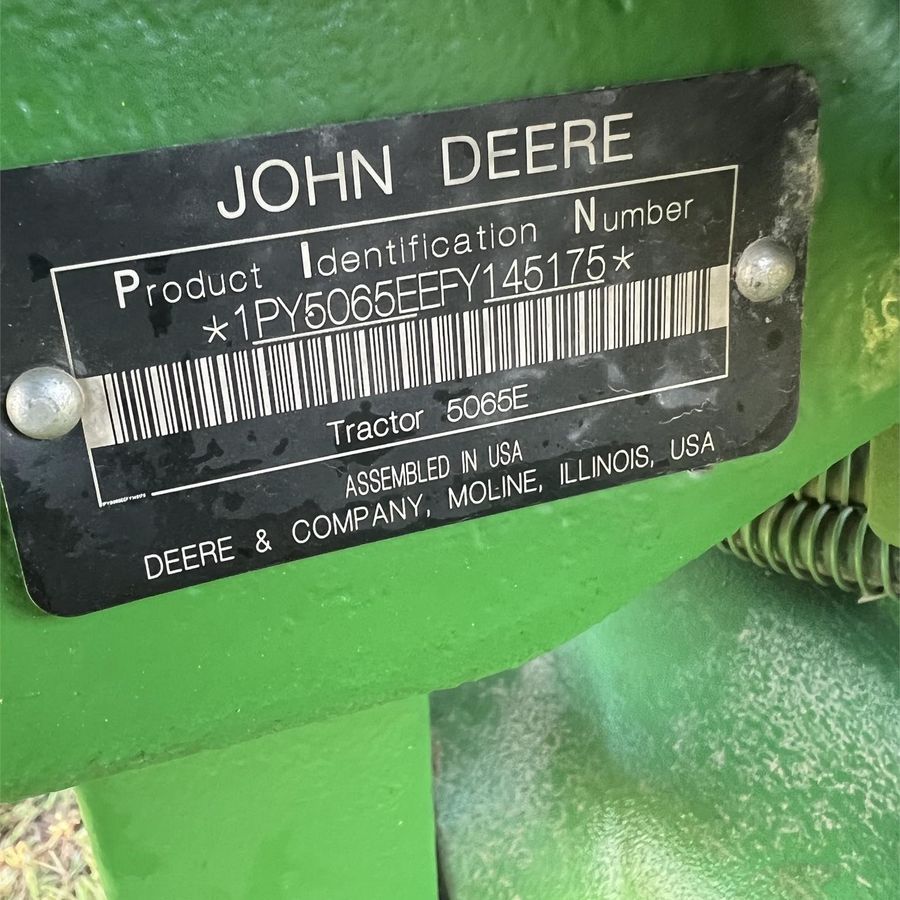 JOHN DEERE
Product Identification Number
*1PY5065EEFY145175*
Tractor 5065E
ASSEMBLED IN USA
DEERE & COMPANY, MOLINE, ILLINOIS, USA